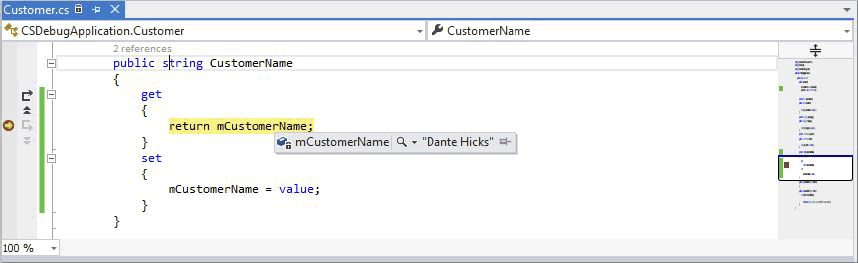 Customer.cs
CSDebugApplication.Customer CustomerName
2 references
public string CustomerName
{
get
{
return mCustomerName;
}
mCustomerName "Dante Hicks"
set
{
mCustomerName = value;
}
}
100 %